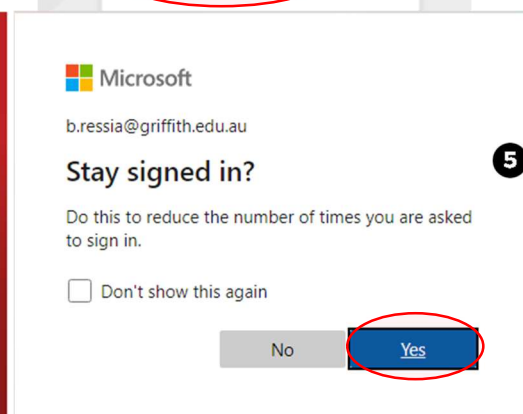 Microsoft
b.ressia@griffith.edu.au
Stay signed in?
5
Do this to reduce the number of times you are asked
to sign in.
Don't show this again
No
Yes